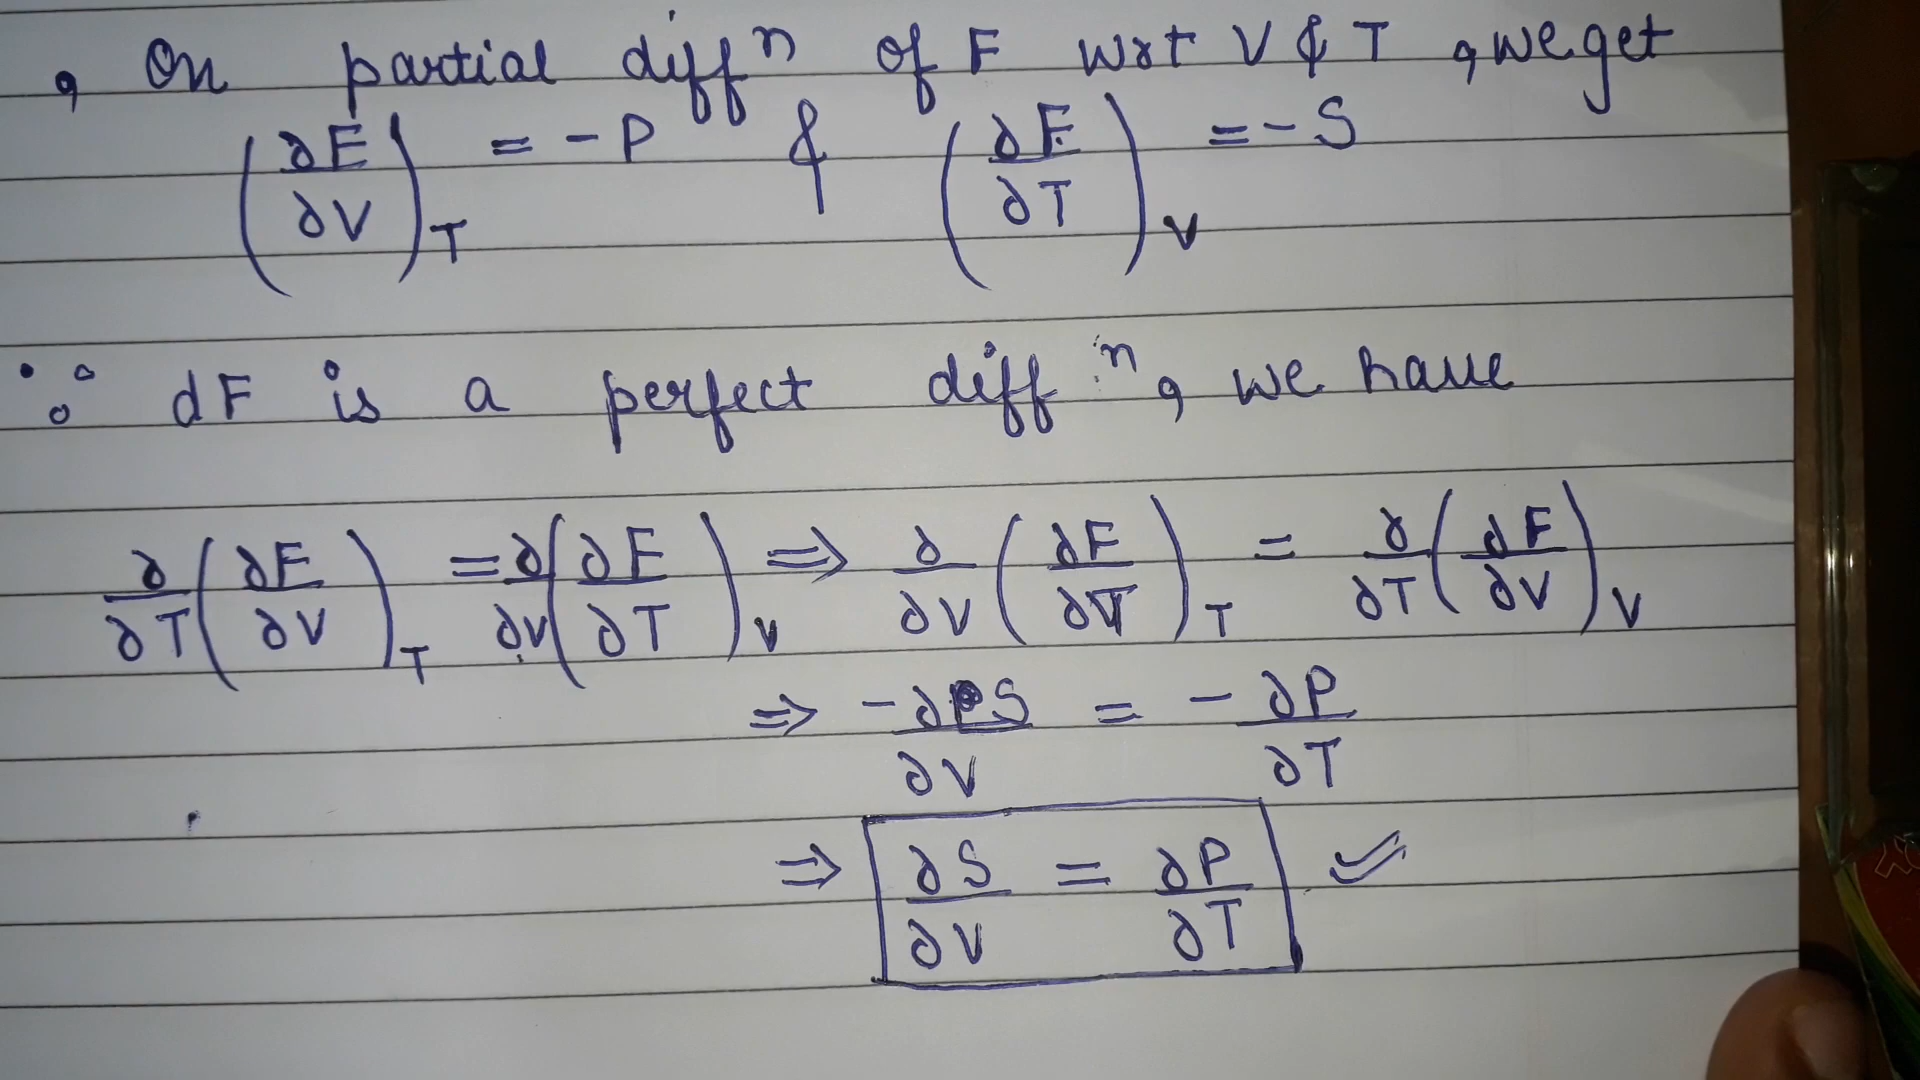 , On partial diffⁿ of F wrt V & T , we get
(∂F/∂V)_T = -P & (∂F/∂T)_V = -S
∵ dF is a perfect diffⁿ, we have
∂/∂T (∂F/∂V)_T = ∂/∂V (∂F/∂T)_V ⇒ ∂/∂V (∂F/∂T)_T = ∂/∂T (∂F/∂V)_V
⇒ -∂S/∂V = -∂P/∂T
⇒ ∂S/∂V = ∂P/∂T